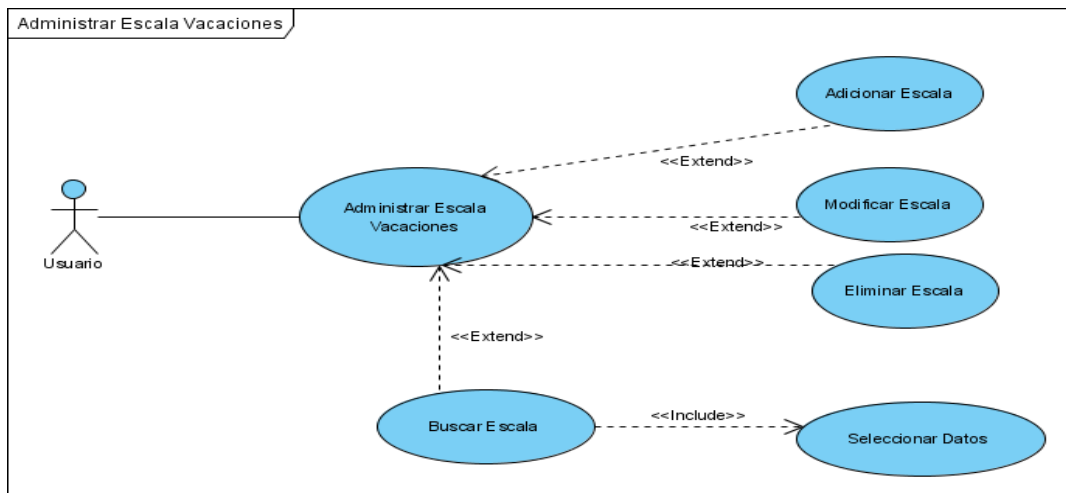 Administrar Escala Vacaciones
Adicionar Escala
<<Extend>>
Administrar Escala
Vacaciones
Modificar Escala
<<Extend>>
Usuario
<<Extend>>
Eliminar Escala
<<Extend>>
Buscar Escala
<<Include>>
Seleccionar Datos